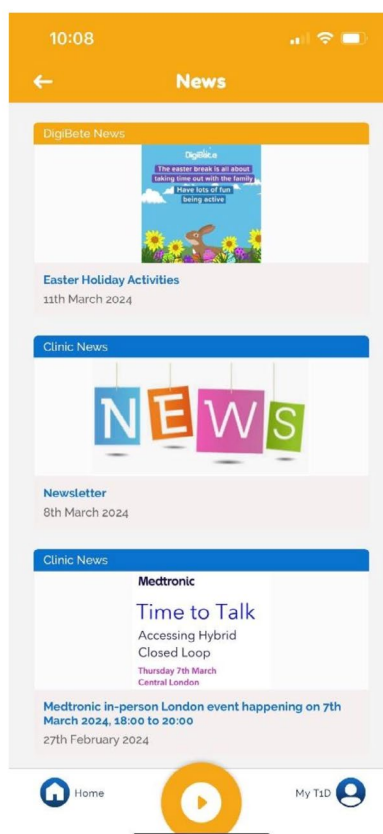 10:08
News
DigiBete News
DigiBete
The easter break is all about
taking time out with the family
Have lots of fun
being active
Easter Holiday Activities
11th March 2024
Clinic News
NEWS
Newsletter
8th March 2024
Clinic News
Medtronic
Time to Talk
Accessing Hybrid
Closed Loop
Thursday 7th March
Central London
Medtronic in-person London event happening on 7th
March 2024, 18:00 to 20:00
27th February 2024
Home
My T1D